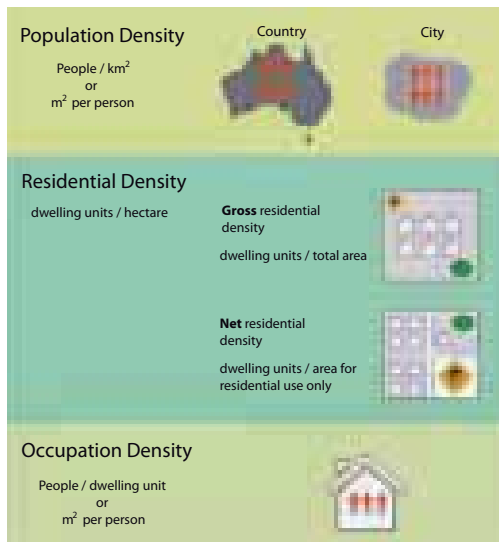 Population Density
Country
City
People / km²
or
m² per person
Residential Density
dwelling units / hectare
Gross residential
density
dwelling units / total area
Net residential
density
dwelling units / area for
residential use only
Occupation Density
People / dwelling unit
or
m² per person